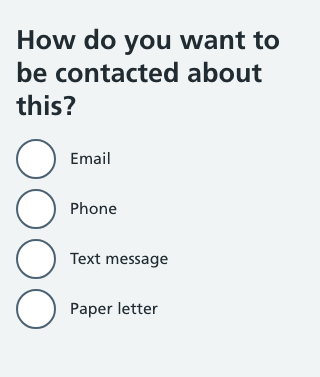 How do you want to
be contacted about
this?
Email
Phone
Text message
Paper letter